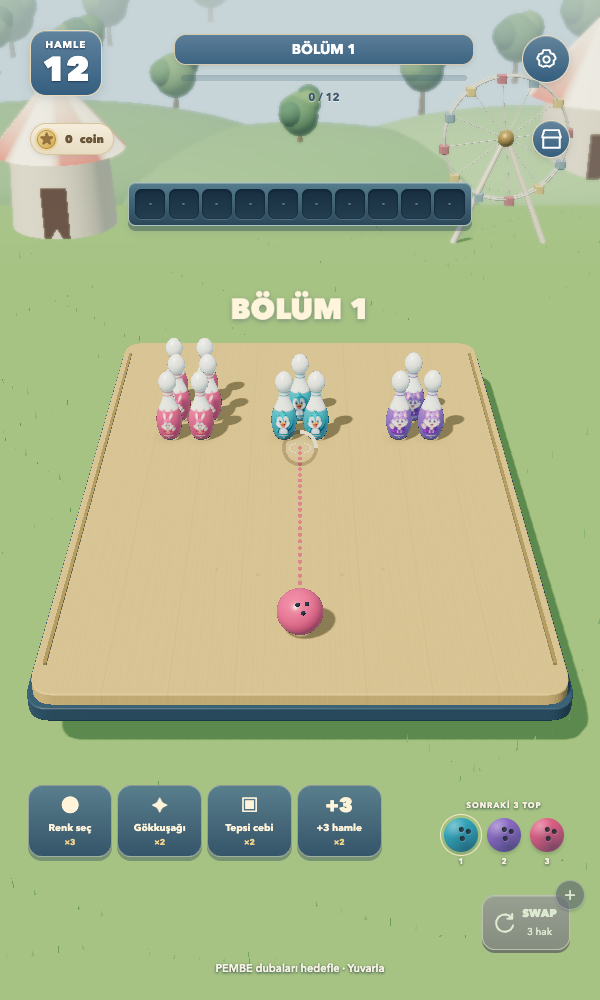 HAMLE
12
BÖLÜM 1
0 / 12
0 coin
- - - - - - - - - -
BÖLÜM 1
Renk seç
×3
Gökkuşağı
×2
Tepsi cebi
×2
+3
+3 hamle
×2
SONRAKİ 3 TOP
1 2 3
+
SWAP
3 hak
PEMBE dubaları hedefle · Yuvarla